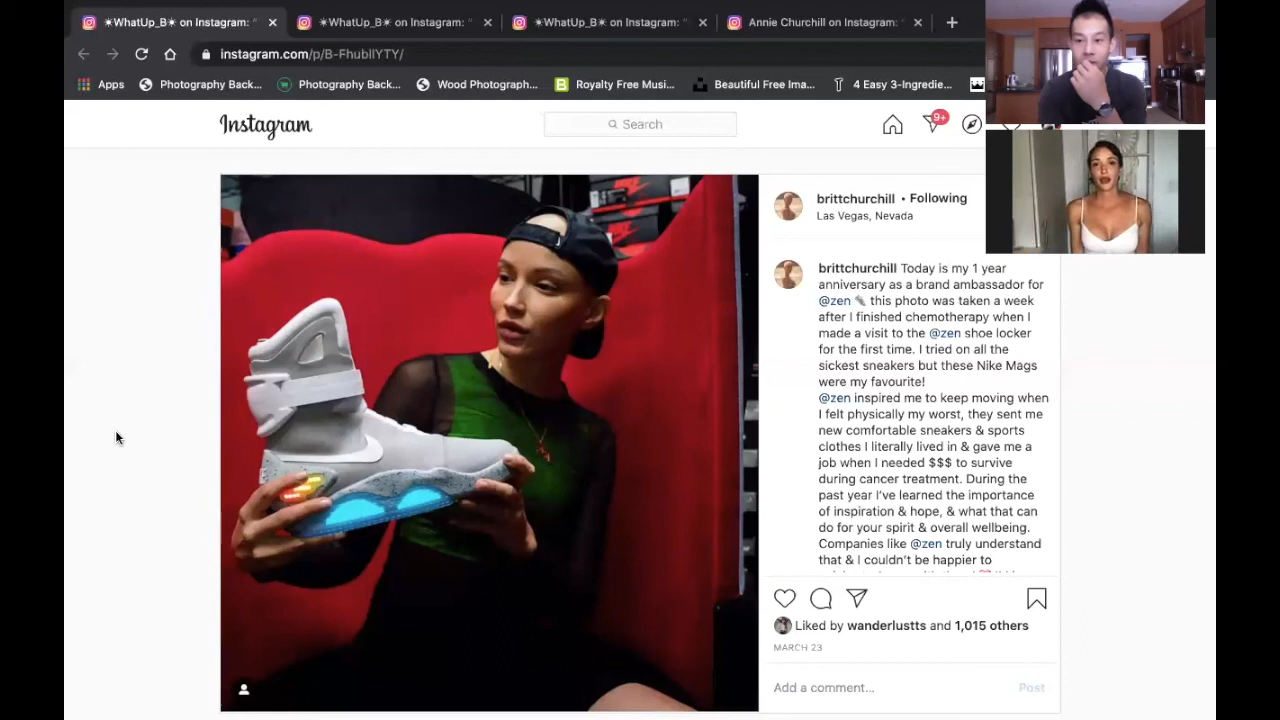 ✶WhatUp_B✶ on Instagram: “
✶WhatUp_B✶ on Instagram: “
✶WhatUp_B✶ on Instagram: “
Annie Churchill on Instagram: “
instagram.com/p/B-FhublIYTY/
Apps
Photography Back...
Photography Back...
Wood Photograph...
Royalty Free Musi...
Beautiful Free Ima...
4 Easy 3-Ingredie...
Instagram
Search
9+
brittchurchill • Following
Las Vegas, Nevada
brittchurchill Today is my 1 year
anniversary as a brand ambassador for
@zen this photo was taken a week
after I finished chemotherapy when I
made a visit to the @zen shoe locker
for the first time. I tried on all the
sickest sneakers but these Nike Mags
were my favourite!
@zen inspired me to keep moving when
I felt physically my worst, they sent me
new comfortable sneakers & sports
clothes I literally lived in & gave me a
job when I needed $$$ to survive
during cancer treatment. During the
past year I've learned the importance
of inspiration & hope, & what that can
do for your spirit & overall wellbeing.
Companies like @zen truly understand
that & I couldn't be happier to
Liked by wanderlustts and 1,015 others
MARCH 23
Add a comment...
Post